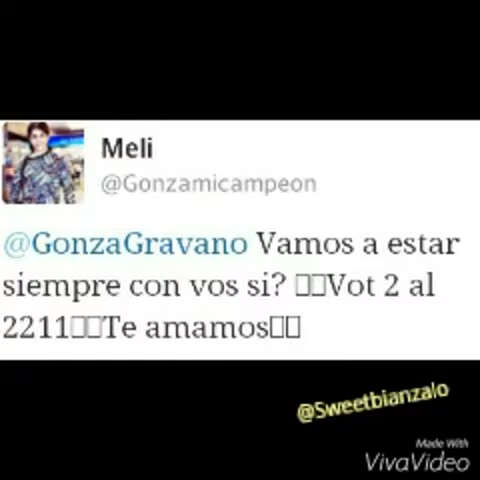 Meli
@Gonzamicampeon
@GonzaGravano Vamos a estar
siempre con vos si? □□Vot 2 al
2211□□Te amamos□□
@Sweetbianzalo
Made With
VivaVideo